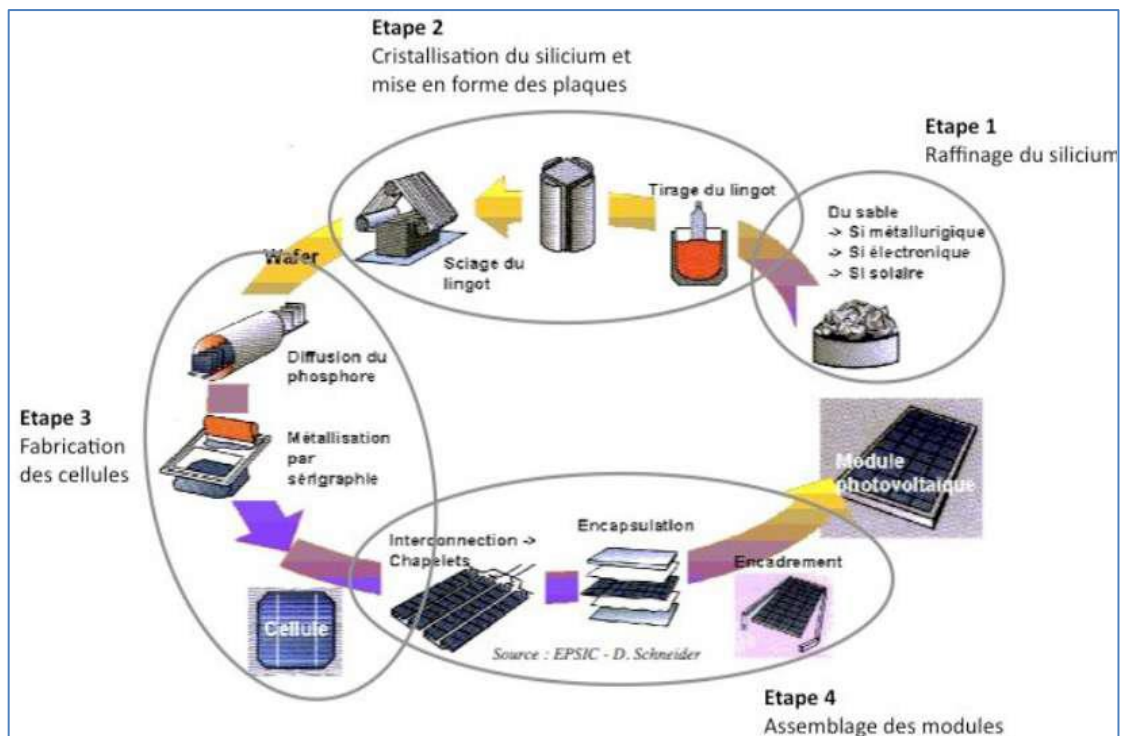 Etape 2
Cristallisation du silicium et
mise en forme des plaques
Etape 1
Raffinage du silicium
Tirage du lingot
Du sable
-> Si métallurigique
-> Si électronique
-> Si solaire
Sciage du
lingot
Wafer
Diffusion du
phosphore
Etape 3
Fabrication
des cellules
Métallisation
par
sérigraphie
Module
photovoltaïque
Interconnection ->
Chapelets
Encapsulation
Encadrement
Cellule
Source : EPSIC - D. Schneider
Etape 4
Assemblage des modules